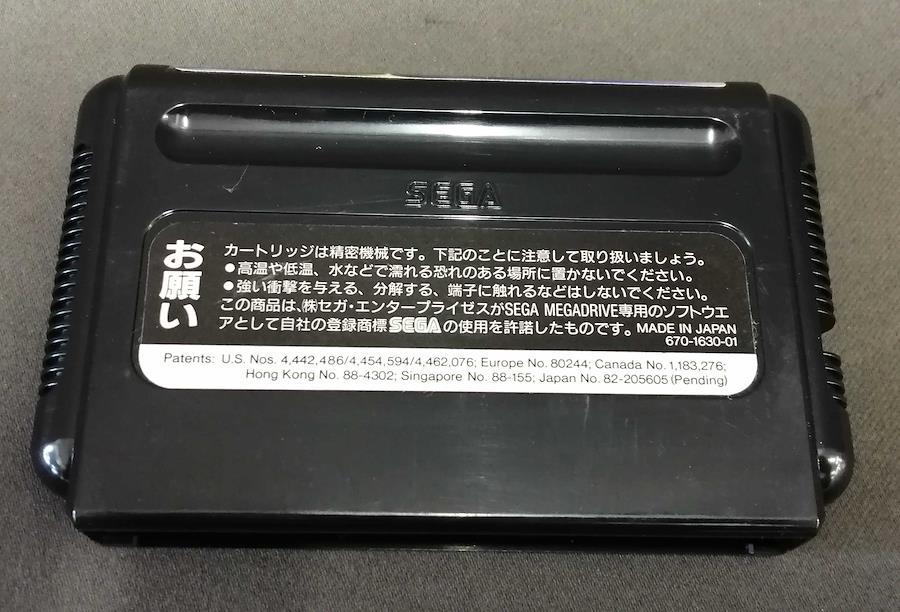 SEGA
お願い
カートリッジは精密機械です。下記のことに注意して取り扱いましょう。
●高温や低温、水などで濡れる恐れのある場所に置かないでください。
●強い衝撃を与える、分解する、端子に触れるなどはしないでください。
この商品は、㈱セガ・エンタープライゼスがSEGA MEGADRIVE専用のソフトウエ
アとして自社の登録商標SEGAの使用を許諾したものです。MADE IN JAPAN
670-1630-01
Patents: U.S. Nos. 4,442,486/4,454,594/4,462,076; Europe No. 80244; Canada No. 1,183,276;
Hong Kong No. 88-4302; Singapore No. 88-155; Japan No. 82-205605 (Pending)